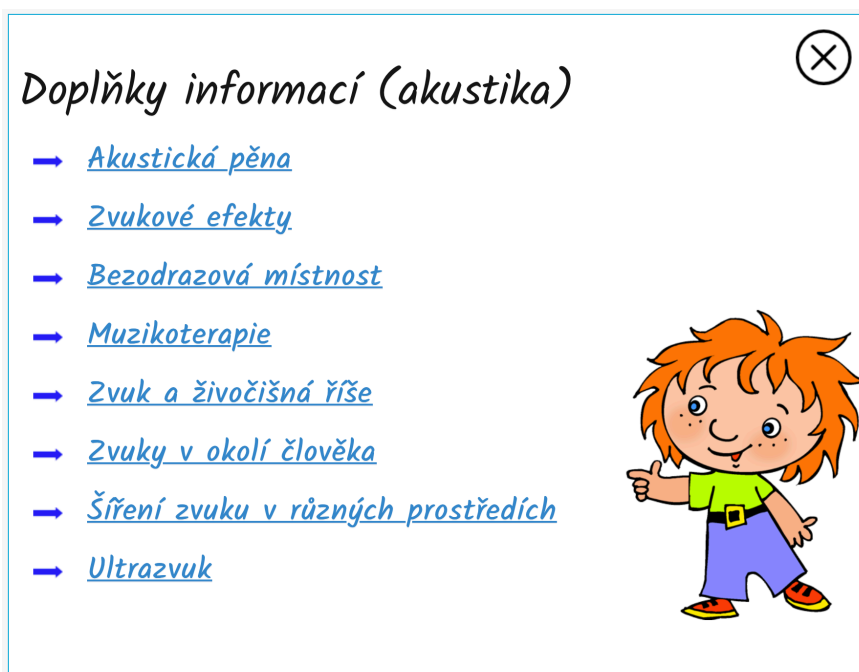 Doplňky informací (akustika)
Akustická pěna
Zvukové efekty
Bezodrazová místnost
Muzikoterapie
Zvuk a živočišná říše
Zvuky v okolí člověka
Šíření zvuku v různých prostředích
Ultrazvuk